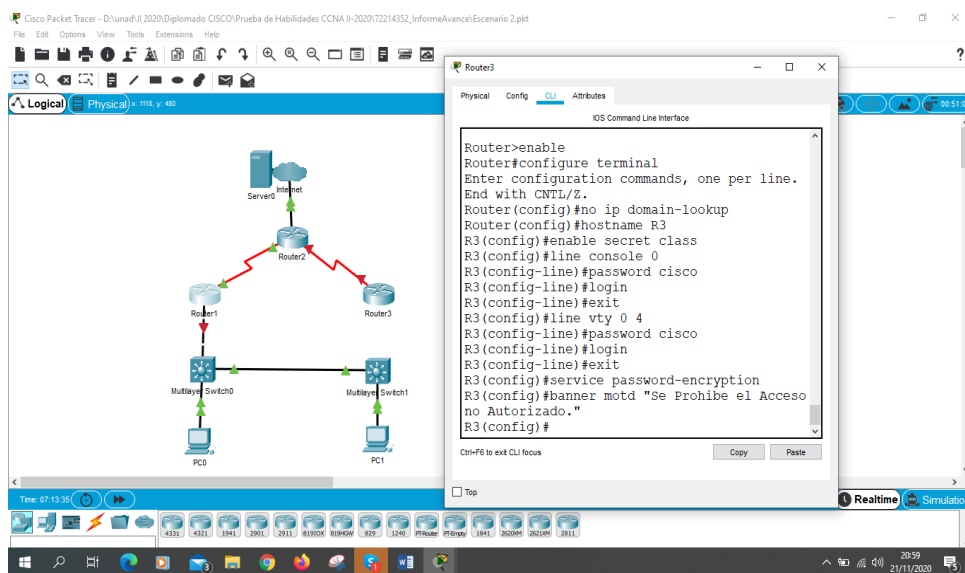 Cisco Packet Tracer - D:\unad\II 2020\Diplomado CISCO\Prueba de Habilidades CCNA II-2020\72214352_InformeAvance\Escenario 2.pkt
File Edit Options View Tools Extensions Help
?
Logical
Physical x: 1118, y: 480
00:51:0
Server0
Internet
Router2
Router1
Router3
Multilayer Switch0
Multilayer Switch1
PC0
PC1
Router3
Physical Config CLI Attributes
IOS Command Line Interface
Router>enable
Router#configure terminal
Enter configuration commands, one per line.
End with CNTL/Z.
Router(config)#no ip domain-lookup
Router(config)#hostname R3
R3(config)#enable secret class
R3(config)#line console 0
R3(config-line)#password cisco
R3(config-line)#login
R3(config-line)#exit
R3(config)#line vty 0 4
R3(config-line)#password cisco
R3(config-line)#login
R3(config-line)#exit
R3(config)#service password-encryption
R3(config)#banner motd "Se Prohibe el Acceso
no Autorizado."
R3(config)#
Ctrl+F6 to exit CLI focus
Copy Paste
Top
Time: 07:13:35
Realtime
Simulatio
4331 4321 1941 2901 2911 819IOX 819HGW 829 1240 PT-Router PT-Empty 1841 2620XM 2621XM 2811
20:59
21/11/2020